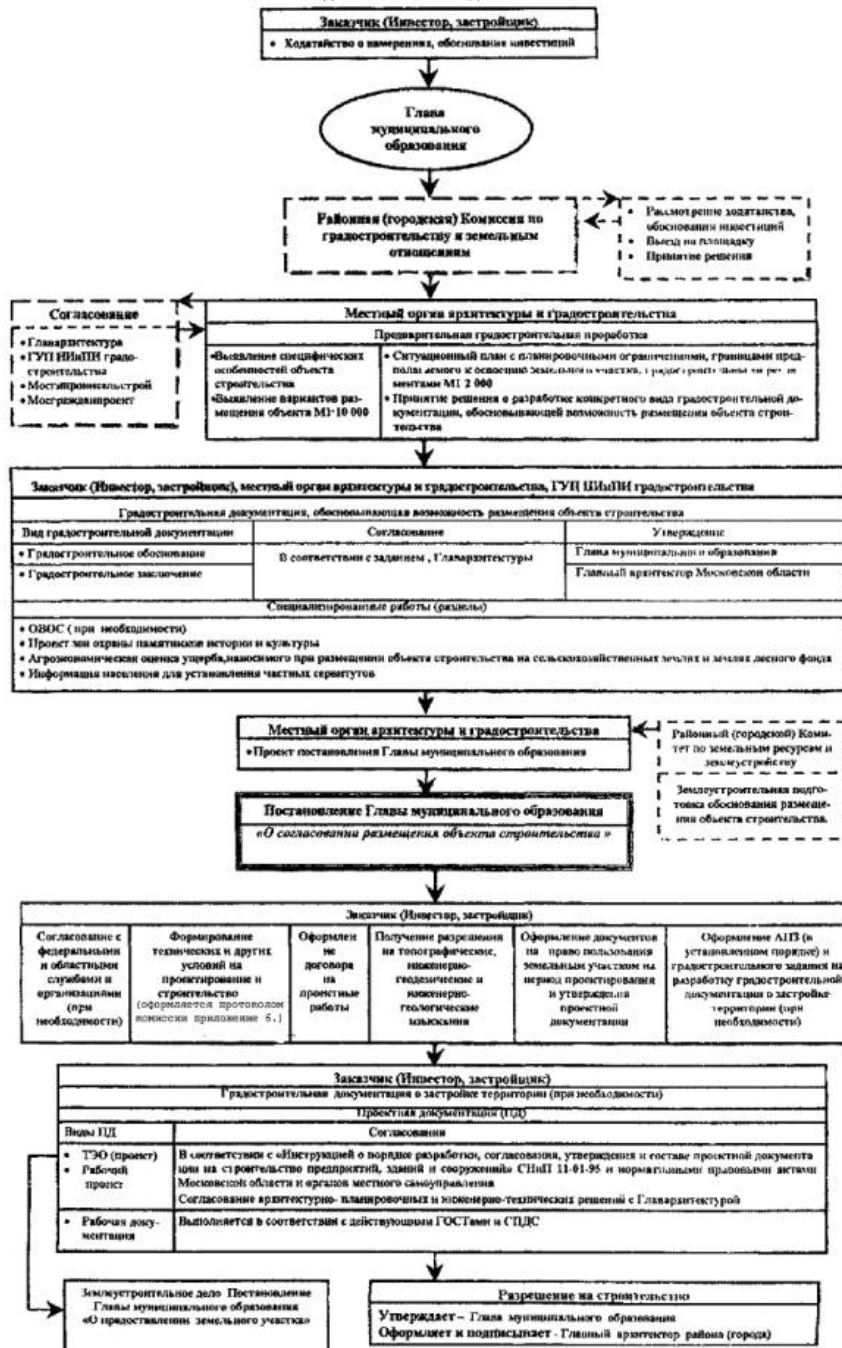 Заказчик (Инвестор, застройщик)
• Ходатайство о намерениях, обоснование инвестиций
Глава
муниципального
образования
Районная (городская) Комиссия по
градостроительству и земельным
отношениям
• Рассмотрение ходатайства,
обоснования инвестиций
• Выезд на площадку
• Принятие решения
Согласование
• Главархитектура
• ГУП НИиПИ градо-
строительства
• Мособлпрофсельстрой
• Мосгражданпроект
Местный орган архитектуры и градостроительства
Предварительная градостроительная проработка
•Выявление специфических
особенностей объекта
строительства
•Выявление вариантов раз
мещения объекта М1:10 000
• Ситуационный план с планировочными ограничениями, границами пред-
полагаемого к освоению земельного участка, градостроительным регла
ментами М1 2 000
• Принятие решения о разработке конкретного вида градостроительной до-
кументации, обосновывающей возможность размещения объекта строи-
тельства
Заказчик (Инвестор, застройщик), местный орган архитектуры и градостроительства, ГУП НИиПИ градостроительства
Градостроительная документация, обосновывающая возможность размещения объекта строительства
Вид градостроительной документации
Согласование
Утверждение
• Градостроительное обоснование
В соответствии с заданием , Главархитектуры
Глава муниципального образования
• Градостроительное заключение
Главный архитектор Московской области
Специализированные работы (разделы)
• ОВОС ( при необходимости)
• Проект зон охраны памятников истории и культуры
• Агроэкономическая оценка ущерба,наносимого при размещении объекта строительства на сельскохозяйственных землях и землях лесного фонда
• Информация населения для установления частных сервитутов
Местный орган архитектуры и градостроительства
•Проект постановления Главы муниципального образования
Районный (городской) Коми-
тет по земельным ресурсам и
землеустройству
Землеустроительная подго-
товка обоснования размеще-
ния объекта строительства.
Постановление Главы муниципального образования
«О согласовании размещения объекта строительства »
Заказчик (Инвестор, застройщик)
Согласование с
федеральными
и областными
службами и
организациями
(при
необходимости)
Формирование
технических и других
условий на
проектирование и
строительство
(оформляется протоколом
комиссии приложение 6.)
Оформлен
ие
договора
на
проектные
работы
Получение разрешения
на топографические,
инженерно-
геодезические и
инженерно-
геологические
изыскания
Оформление документов
на право пользования
земельным участком на
период проектирования
и утверждения
проектной
документации
Оформление АПЗ (в
установленном порядке) и
градостроительного задания на
разработку градостроительной
документации о застройке
территории (при
необходимости)
Заказчик (Инвестор, застройщик)
Градостроительная документация о застройке территории (при необходимости)
Проектная документация (ПД)
Виды ПД
Согласования
• ТЭО (проект)
• Рабочий
проект
В соответствии с «Инструкцией о порядке разработки, согласования, утверждения и составе проектной документа
ции на строительство предприятий, зданий и сооружений» СНиП 11-01-95 и нормативными правовыми актами
Московской области и органов местного самоуправления
Согласование архитектурно- планировочных и инженерно-технических решений с Главархитектурой
• Рабочая доку-
ментация
Выполняется в соответствии с действующими ГОСТами и СПДС
Землеустроительное дело Постановление
Главы муниципального образования
«О предоставлении земельного участка»
Разрешение на строительство
Утверждает – Глава муниципального образования
Оформляет и подписывает - Главный архитектор района (города)